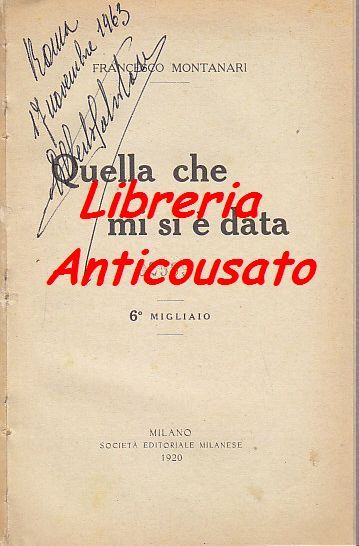 Roma
17 novembre 1963
FRANCESCO MONTANARI
Quella che
Libreria
mi si è data
Anticousato
6° MIGLIAIO
MILANO
SOCIETÀ EDITORIALE MILANESE
1920